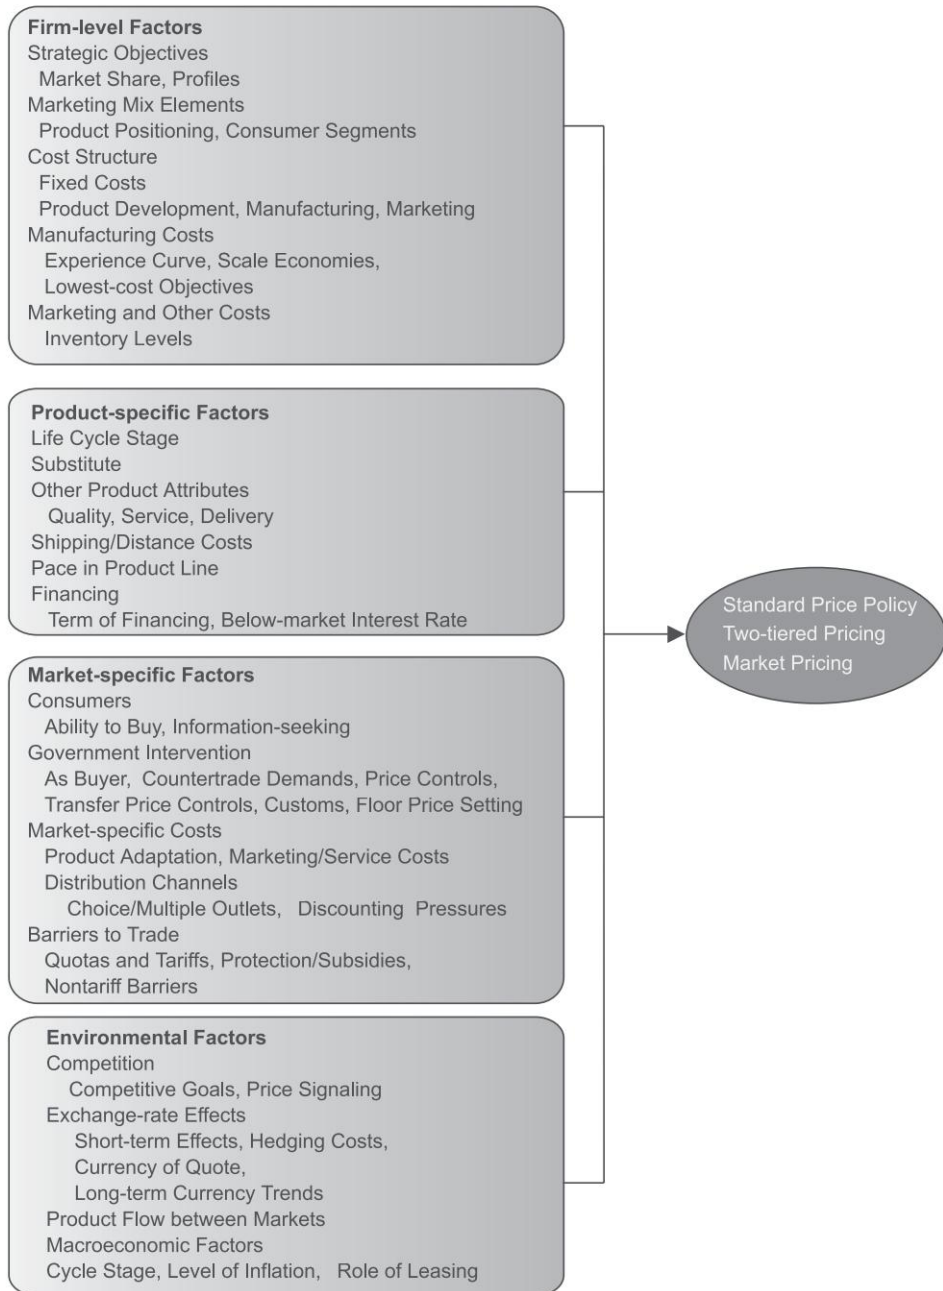 Firm-level Factors
Strategic Objectives
Market Share, Profiles
Marketing Mix Elements
Product Positioning, Consumer Segments
Cost Structure
Fixed Costs
Product Development, Manufacturing, Marketing
Manufacturing Costs
Experience Curve, Scale Economies,
Lowest-cost Objectives
Marketing and Other Costs
Inventory Levels
Product-specific Factors
Life Cycle Stage
Substitute
Other Product Attributes
Quality, Service, Delivery
Shipping/Distance Costs
Pace in Product Line
Financing
Term of Financing, Below-market Interest Rate
Market-specific Factors
Consumers
Ability to Buy, Information-seeking
Government Intervention
As Buyer, Countertrade Demands, Price Controls,
Transfer Price Controls, Customs, Floor Price Setting
Market-specific Costs
Product Adaptation, Marketing/Service Costs
Distribution Channels
Choice/Multiple Outlets, Discounting Pressures
Barriers to Trade
Quotas and Tariffs, Protection/Subsidies,
Nontariff Barriers
Environmental Factors
Competition
Competitive Goals, Price Signaling
Exchange-rate Effects
Short-term Effects, Hedging Costs,
Currency of Quote,
Long-term Currency Trends
Product Flow between Markets
Macroeconomic Factors
Cycle Stage, Level of Inflation, Role of Leasing
Standard Price Policy
Two-tiered Pricing
Market Pricing